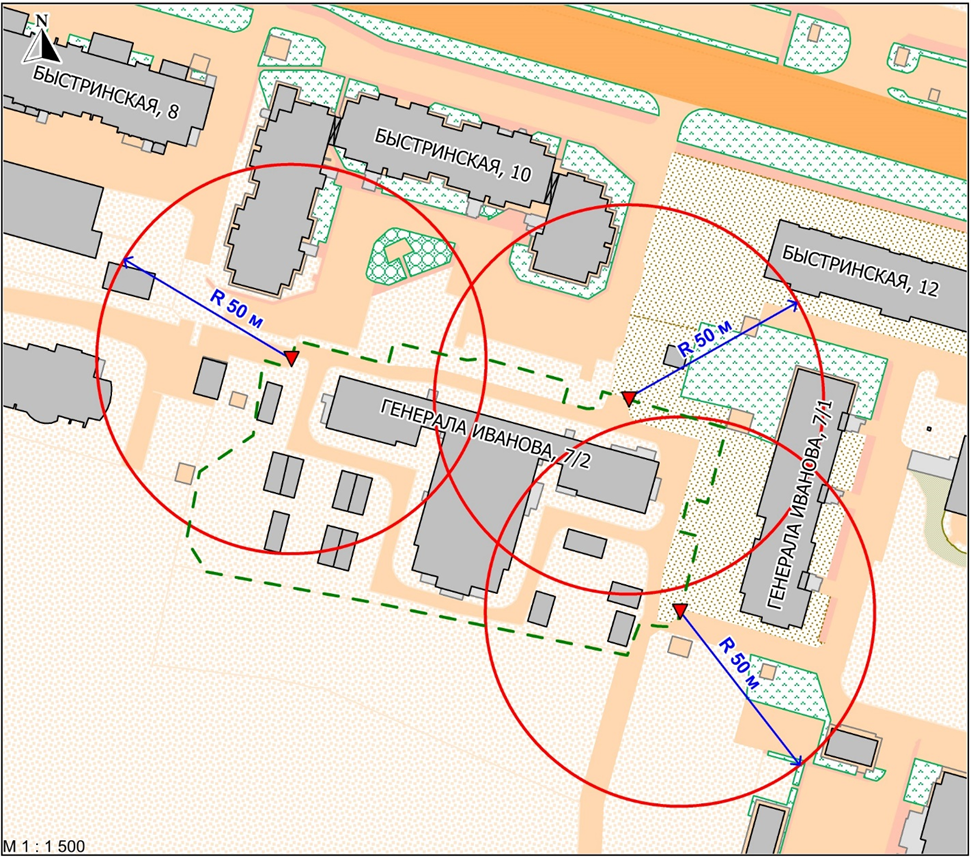 N
БЫСТРИНСКАЯ, 8
БЫСТРИНСКАЯ, 10
БЫСТРИНСКАЯ, 12
R 50 м
R 50 м
ГЕНЕРАЛА ИВАНОВА, 7/2
ГЕНЕРАЛА ИВАНОВА, 7/1
R 50 м
М 1 : 1 500